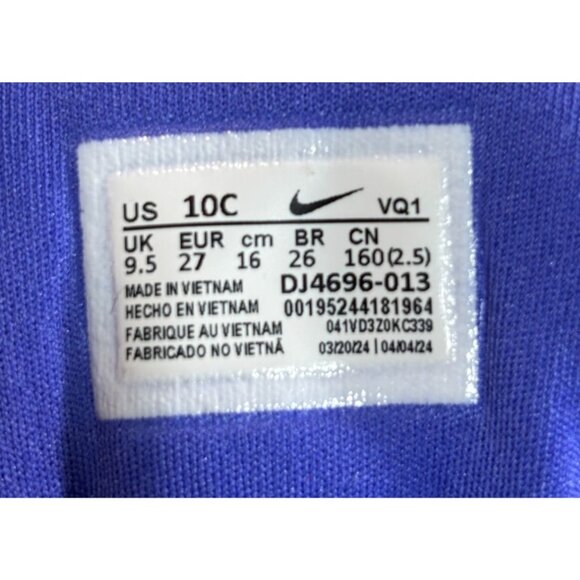 US 10C VQ1
UK EUR cm BR CN
9.5 27 16 26 160(2.5)
MADE IN VIETNAM DJ4696-013
HECHO EN VIETNAM 00195244181964
FABRIQUE AU VIETNAM 041VD3Z0KC339
FABRICADO NO VIETNÃ 03/20/24 | 04/04/24